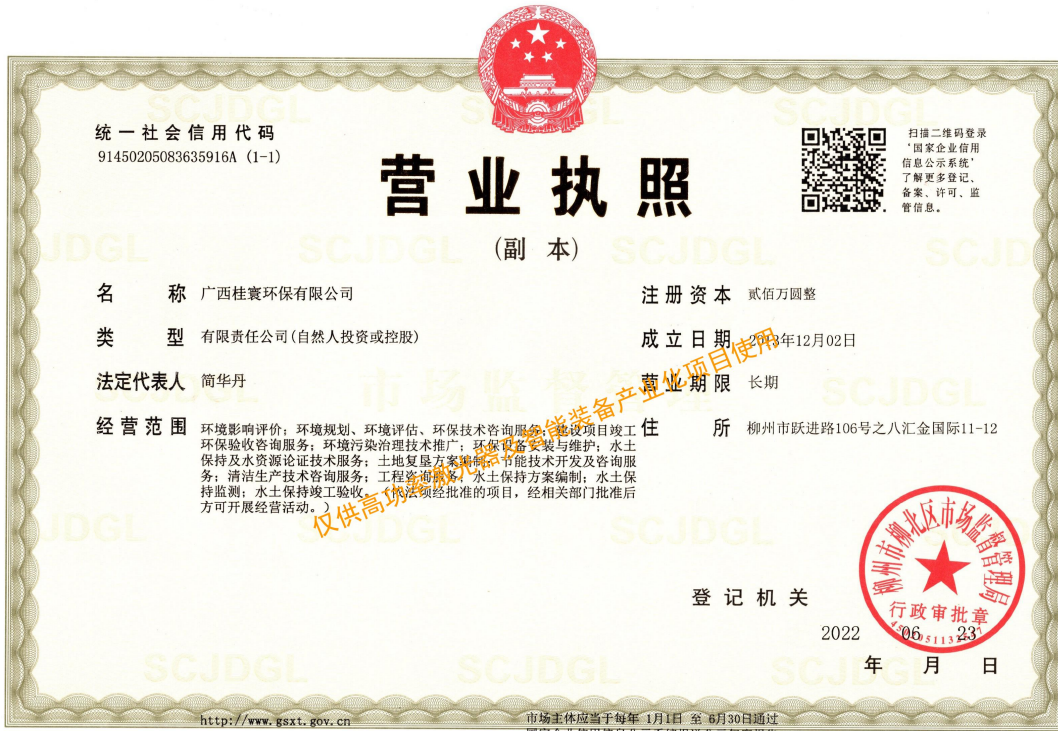 统一社会信用代码
91450205083635916A (1-1)
扫描二维码登录
‘国家企业信用
信息公示系统’
了解更多登记、
备案、许可、监
管信息。
营业执照
(副 本)
名 称 广西桂寰环保有限公司
注册资本 贰佰万圆整
类 型 有限责任公司(自然人投资或控股)
成立日期 2013年12月02日
法定代表人 简华丹
营业期限 长期
经营范围 环境影响评价；环境规划、环境评估、环保技术咨询服务；建设项目竣工
环保验收咨询服务；环境污染治理技术推广；环保设备安装与维护；水土
保持及水资源论证技术服务；土地复垦方案编制；节能技术开发及咨询服
务；清洁生产技术咨询服务；工程咨询服务；水土保持方案编制；水土保
持监测；水土保持竣工验收。（依法须经批准的项目，经相关部门批准后
方可开展经营活动。）
住 所 柳州市跃进路106号之八汇金国际11-12
仅供高功率激光器及智能装备产业化项目使用
市场监督管理
SCJDGL
登记机关
柳州市柳北区市场监督管理局
行政审批章
2022 06 23
年 月 日
http://www.gsxt.gov.cn
市场主体应当于每年 1月1日 至 6月30日通过